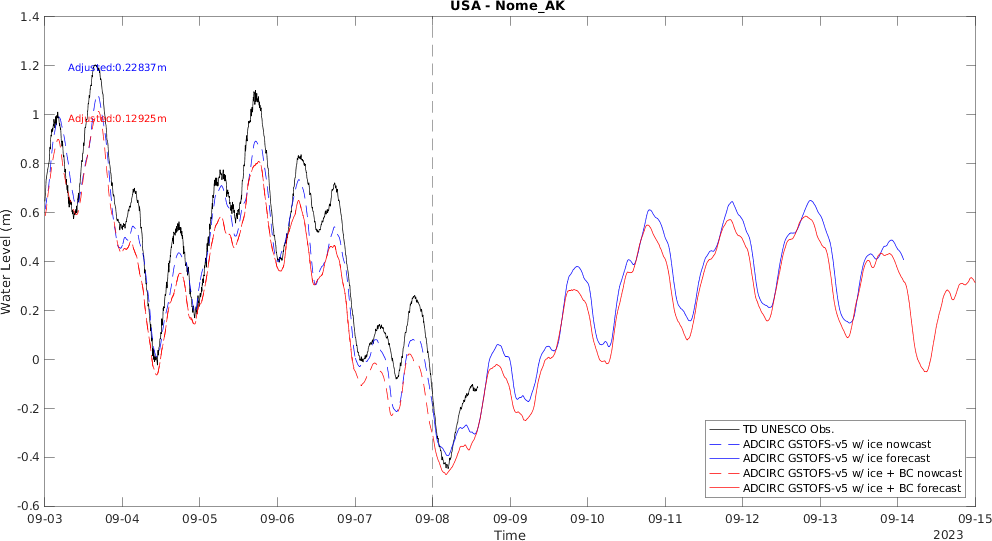 USA - Nome_AK
1.4
1.2
1
0.8
0.6
0.4
0.2
0
-0.2
-0.4
-0.6
Water Level (m)
Adjusted:0.22837m
Adjusted:0.12925m
TD UNESCO Obs.
ADCIRC GSTOFS-v5 w/ ice nowcast
ADCIRC GSTOFS-v5 w/ ice forecast
ADCIRC GSTOFS-v5 w/ ice + BC nowcast
ADCIRC GSTOFS-v5 w/ ice + BC forecast
09-03 09-04 09-05 09-06 09-07 09-08 09-09 09-10 09-11 09-12 09-13 09-14 09-15
Time
2023